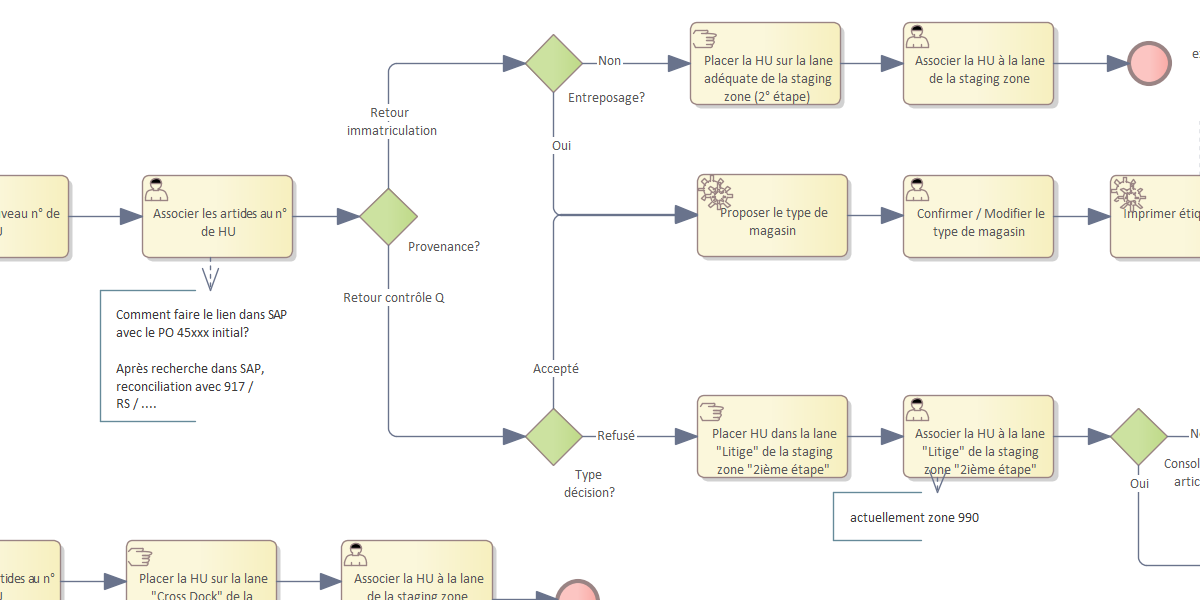 Placer la HU sur la lane
adéquate de la staging
zone (2° étape)
Associer la HU à la lane
de la staging zone
Non
Entreposage?
Oui
Retour
immatriculation
n° de
Associer les artides au n°
de HU
Provenance?
Proposer le type de
magasin
Confirmer / Modifier le
type de magasin
Imprimer
Retour contrôle Q
Comment faire le lien dans SAP
avec le PO 45xxx initial?
Après recherche dans SAP,
reconciliation avec 917 /
RS / ....
Accepté
Refusé
Type
décision?
Placer HU dans la lane
"Litige" de la staging
zone "2ième étape"
Associer la HU à la lane
"Litige" de la staging
zone "2ième étape"
Oui
actuellement zone 990
au n°
Placer la HU sur la lane
"Cross Dock" de la
Associer la HU à la lane
de la staging zone